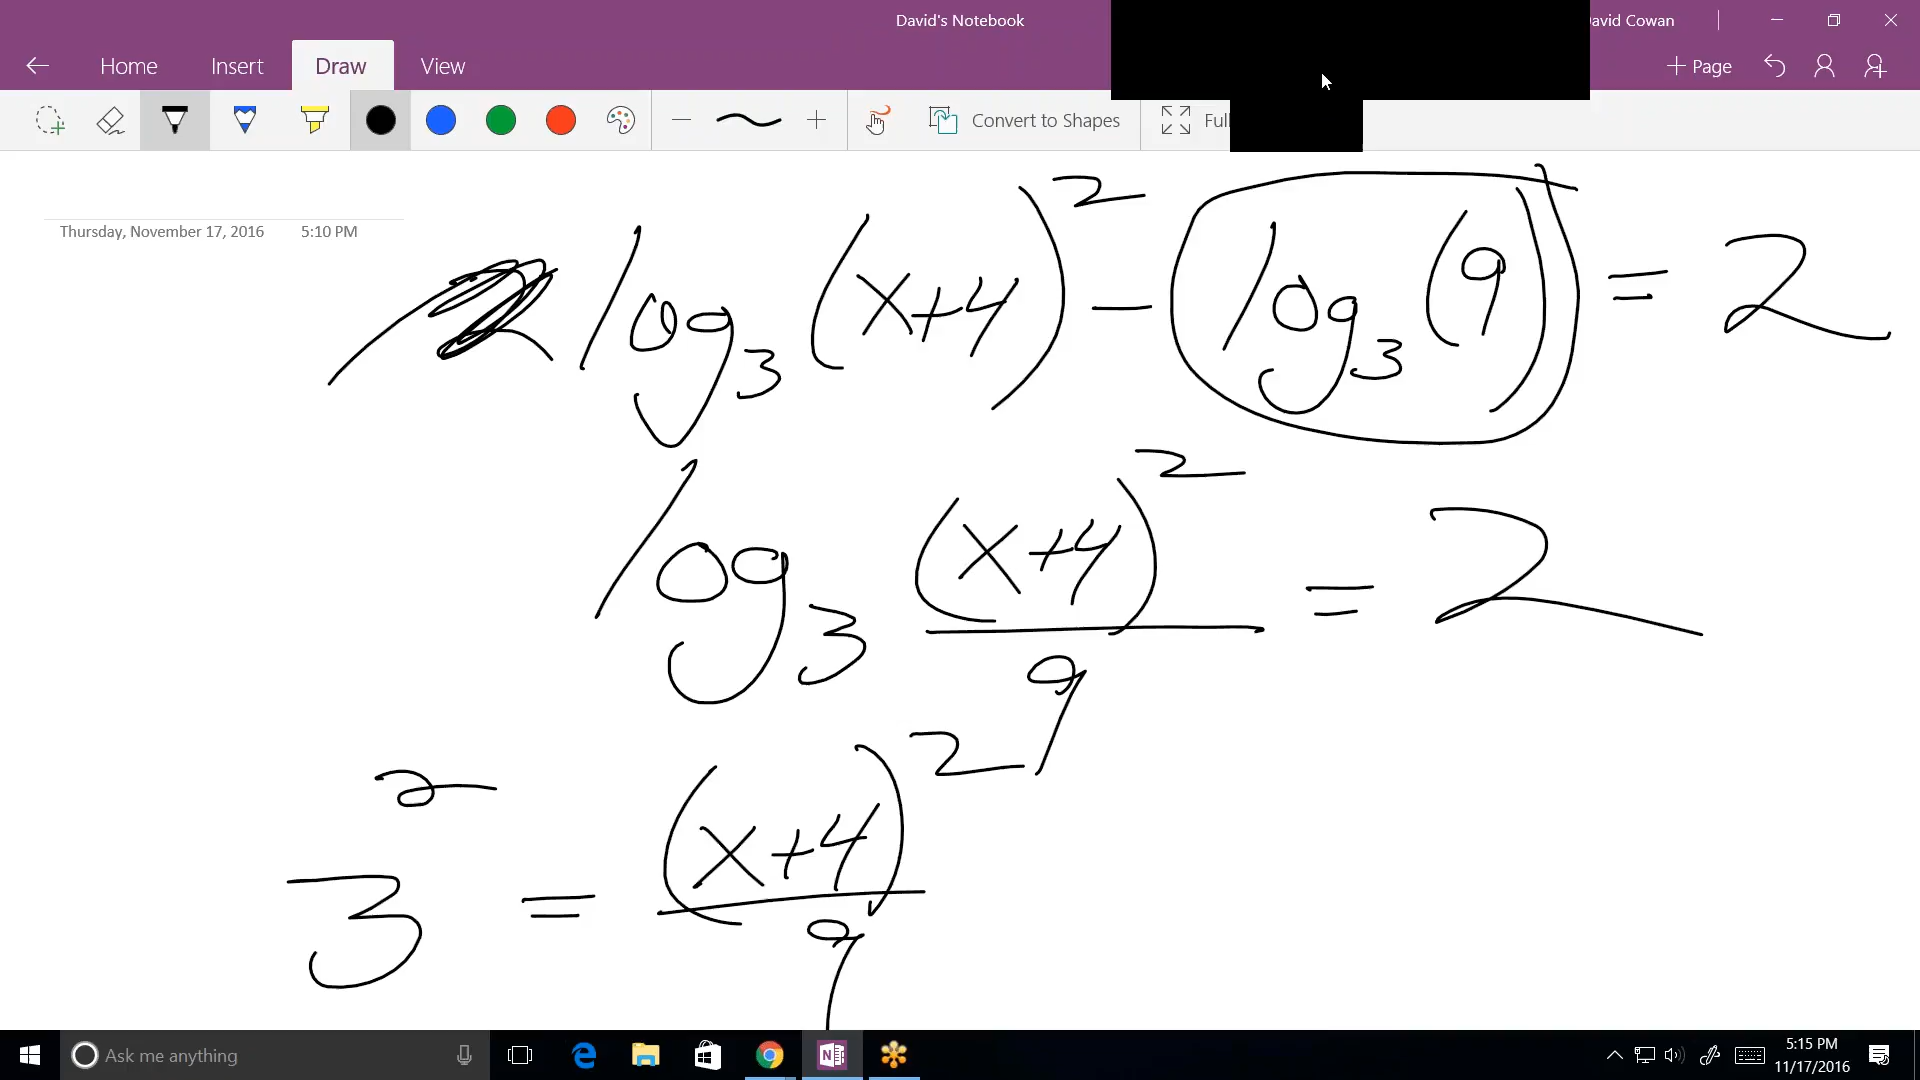 David's Notebook
avid Cowan
Home Insert Draw View
+ Page
Convert to Shapes
Full
Thursday, November 17, 2016 5:10 PM
2 log₃ (x+4)² - log₃ (9) = 2
log₃ (x+4)²/9 = 2
3² = (x+4)²/9
Ask me anything
5:15 PM
11/17/2016